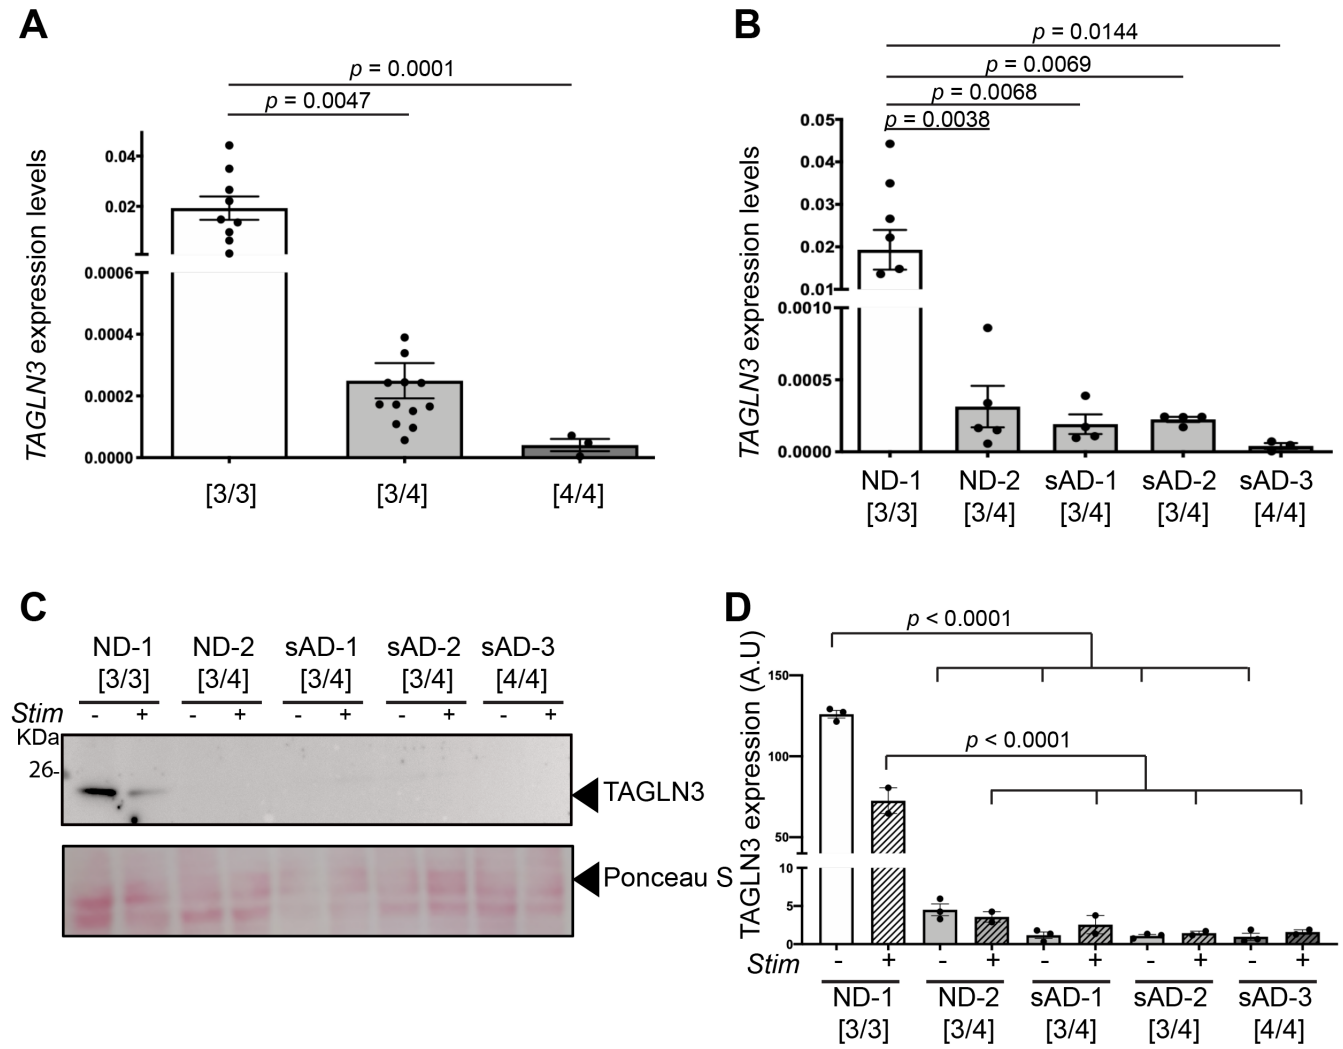 A
p = 0.0001
p = 0.0047
TAGLN3 expression levels
0.04
0.02
0.0006
0.0004
0.0002
0.0000
[3/3]
[3/4]
[4/4]
B
p = 0.0144
p = 0.0069
p = 0.0068
p = 0.0038
TAGLN3 expression levels
0.05
0.04
0.03
0.02
0.01
0.0010
0.0005
0.0000
ND-1 ND-2 sAD-1 sAD-2 sAD-3
[3/3] [3/4] [3/4] [3/4] [4/4]
C
ND-1 ND-2 sAD-1 sAD-2 sAD-3
[3/3] [3/4] [3/4] [3/4] [4/4]
Stim - + - + - + - + - +
KDa
26-
TAGLN3
Ponceau S
D
p < 0.0001
p < 0.0001
TAGLN3 expression (A.U)
150
100
50
10
5
0
Stim - + - + - + - + - +
ND-1 ND-2 sAD-1 sAD-2 sAD-3
[3/3] [3/4] [3/4] [3/4] [4/4]